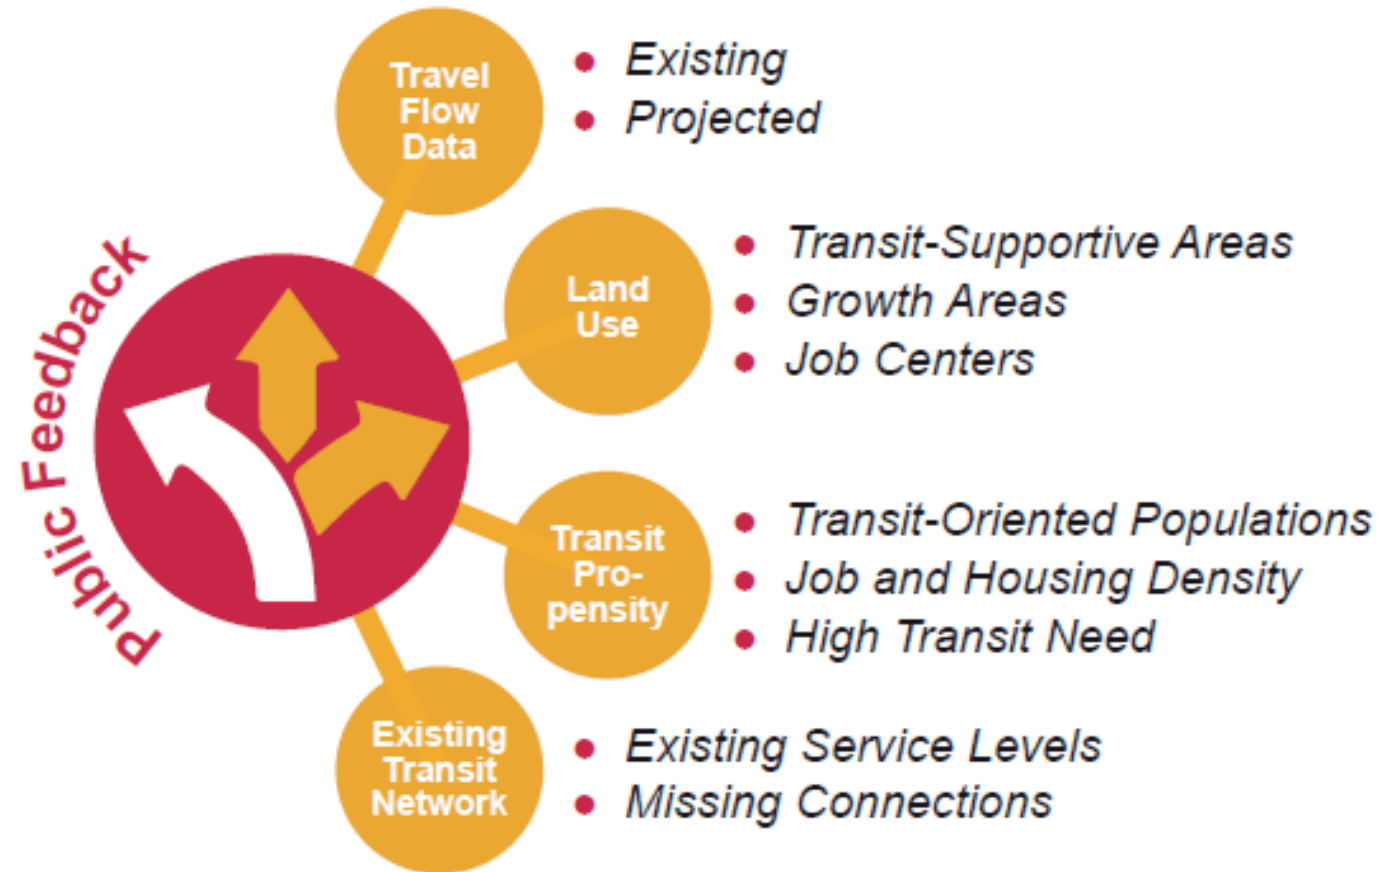 Public Feedback
Travel
Flow
Data
Existing
Projected
Land
Use
Transit-Supportive Areas
Growth Areas
Job Centers
Transit
Pro-
pensity
Transit-Oriented Populations
Job and Housing Density
High Transit Need
Existing
Transit
Network
Existing Service Levels
Missing Connections